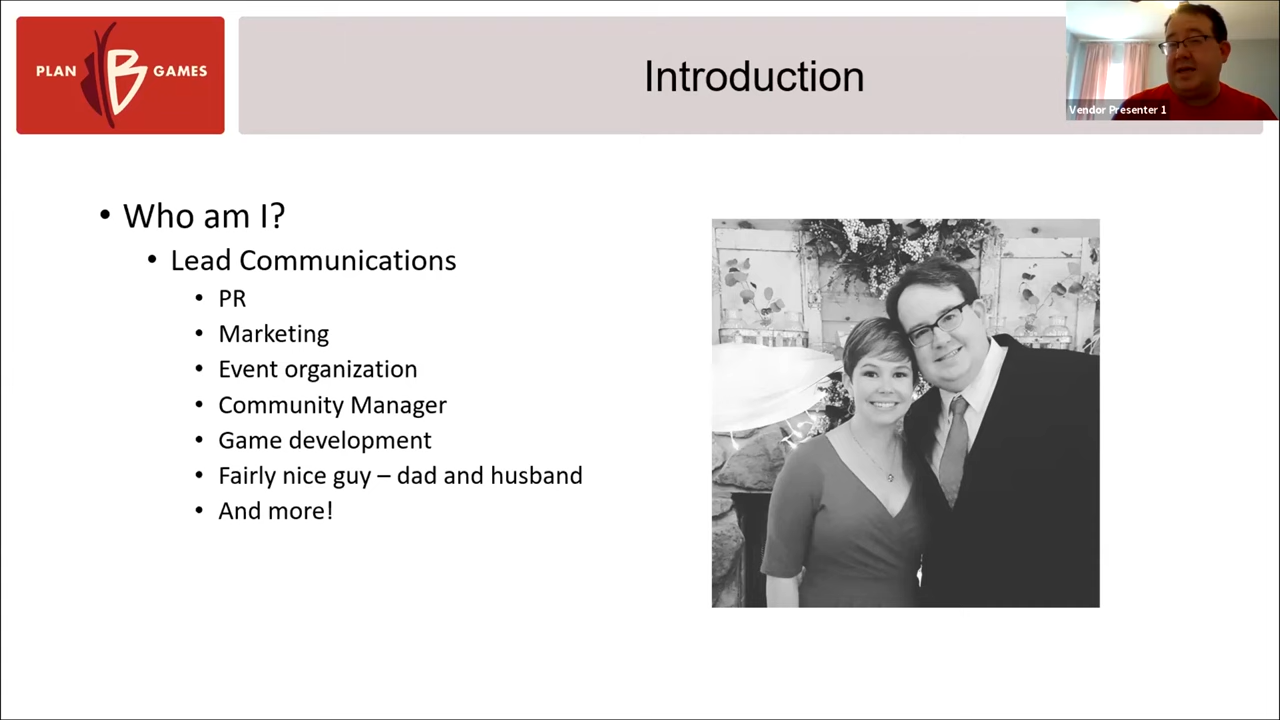 PLAN B GAMES
Introduction
Vendor Presenter 1
• Who am I?
• Lead Communications
• PR
• Marketing
• Event organization
• Community Manager
• Game development
• Fairly nice guy – dad and husband
• And more!